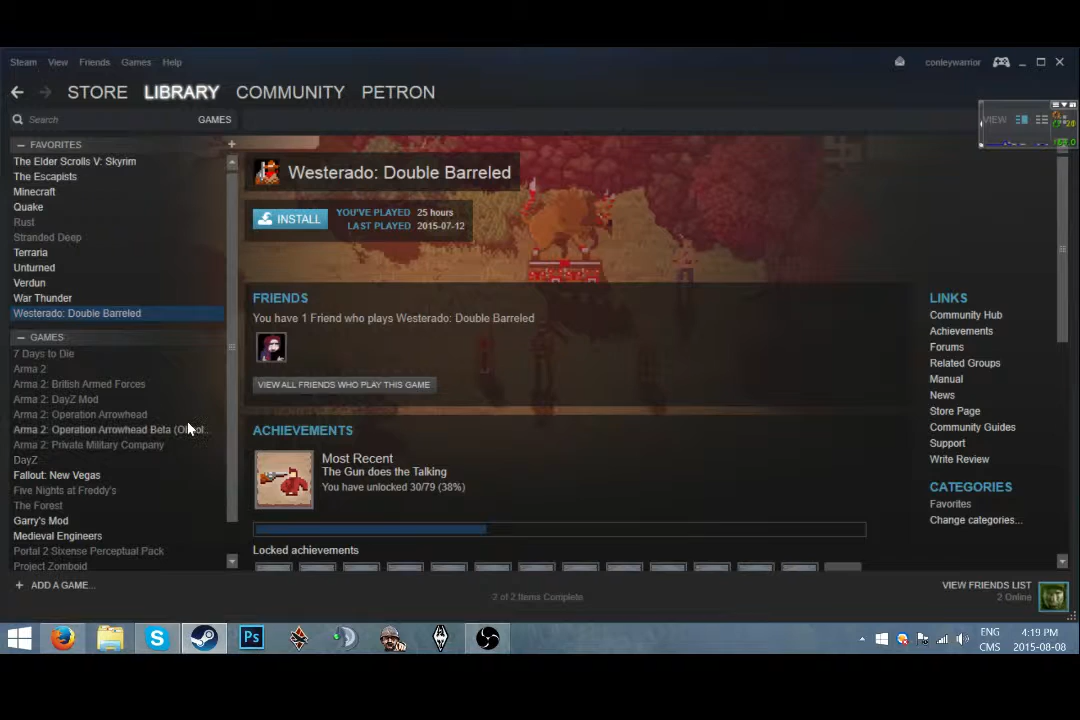 Steam View Friends Games Help
conleywarrior
STORE LIBRARY COMMUNITY PETRON
Search GAMES
VIEW
FAVORITES
The Elder Scrolls V: Skyrim
The Escapists
Minecraft
Quake
Rust
Stranded Deep
Terraria
Unturned
Verdun
War Thunder
Westerado: Double Barreled
GAMES
7 Days to Die
Arma 2
Arma 2: British Armed Forces
Arma 2: DayZ Mod
Arma 2: Operation Arrowhead
Arma 2: Operation Arrowhead Beta
Arma 2: Private Military Company
DayZ
Fallout: New Vegas
Five Nights at Freddy's
The Forest
Garry's Mod
Medieval Engineers
Portal 2 Sixense Perceptual Pack
Project Zomboid
ADD A GAME...
Westerado: Double Barreled
INSTALL
YOU'VE PLAYED 25 hours
LAST PLAYED 2015-07-12
FRIENDS
You have 1 Friend who plays Westerado: Double Barreled
VIEW ALL FRIENDS WHO PLAY THIS GAME
ACHIEVEMENTS
Most Recent
The Gun does the Talking
You have unlocked 30/79 (38%)
Locked achievements
LINKS
Community Hub
Achievements
Forums
Related Groups
Manual
News
Store Page
Community Guides
Support
Write Review
CATEGORIES
Favorites
Change categories...
2 of 2 Items Complete
VIEW FRIENDS LIST
2 Online
Ps
ENG
CMS
4:19 PM
2015-08-08